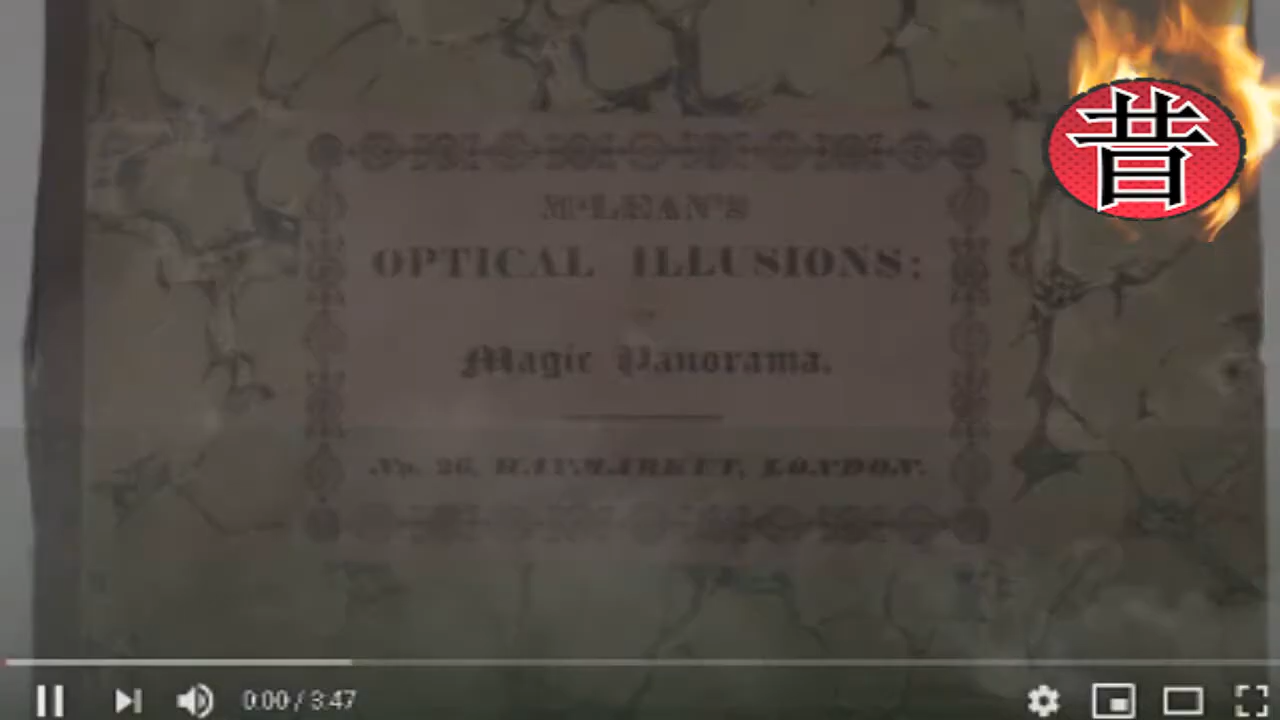 昔
M'LEAN'S
OPTICAL ILLUSIONS:
Magic Panorama.
No. 26, HAYMARKET, LONDON.
0:00 / 3:47